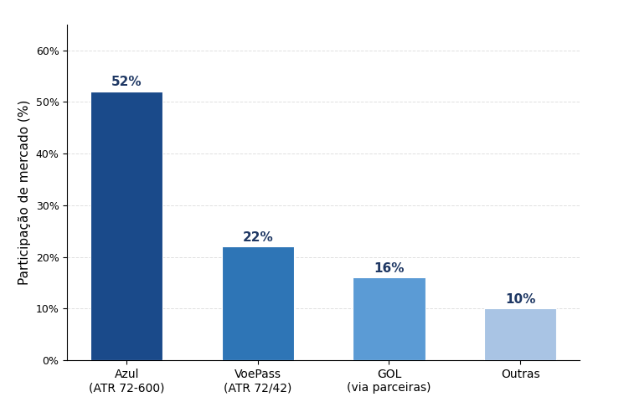 Participação de mercado (%)
60%
50%
40%
30%
20%
10%
0%
52%
22%
16%
10%
Azul
(ATR 72-600)
VoePass
(ATR 72/42)
GOL
(via parceiras)
Outras